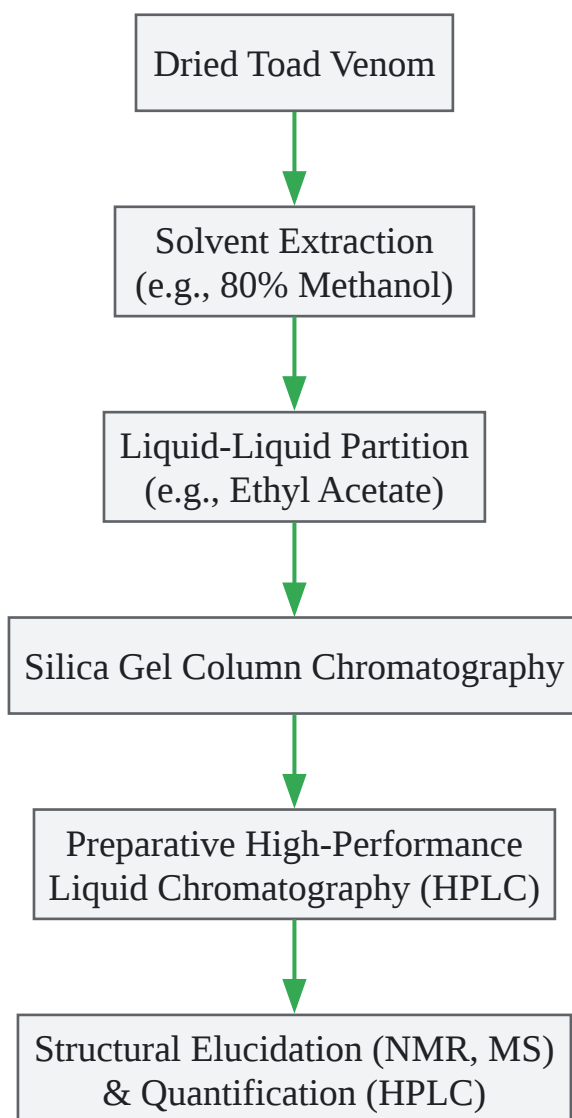 Dried Toad Venom
Solvent Extraction
(e.g., 80% Methanol)
Liquid-Liquid Partition
(e.g., Ethyl Acetate)
Silica Gel Column Chromatography
Preparative High-Performance
Liquid Chromatography (HPLC)
Structural Elucidation (NMR, MS)
& Quantification (HPLC)